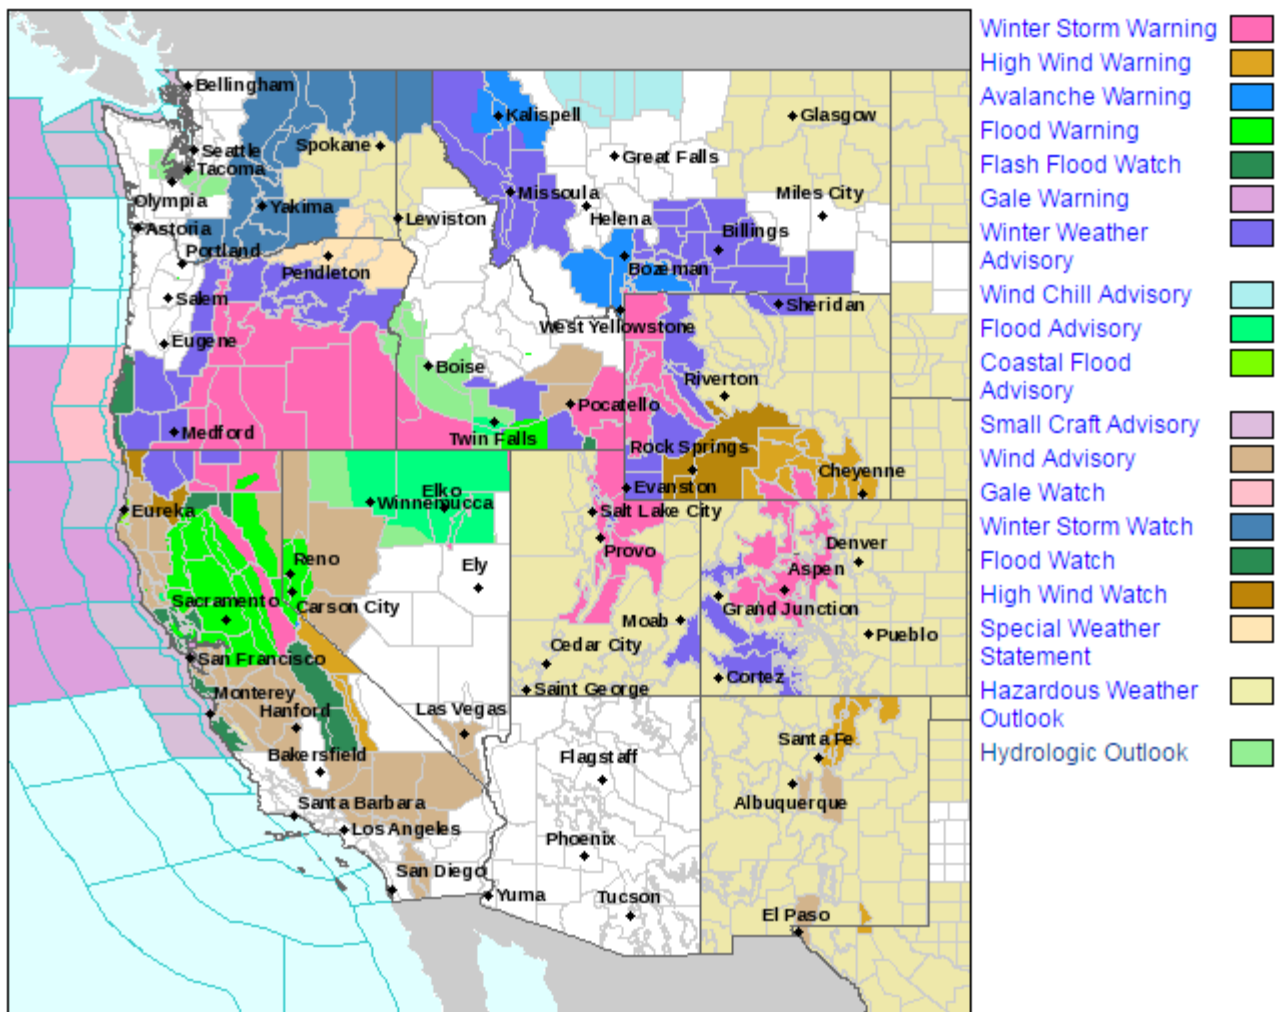 Bellingham
Seattle
Tacoma
Olympia
Astoria
Portland
Salem
Eugene
Medford
Spokane
Yakima
Lewiston
Pendleton
Kalispell
Missoula
Great Falls
Helena
Glasgow
Miles City
Billings
Bozeman
West Yellowstone
Sheridan
Boise
Pocatello
Twin Falls
Riverton
Rock Springs
Cheyenne
Evanston
Eureka
Elko
Winnemucca
Reno
Carson City
Ely
Sacramento
San Francisco
Monterey
Hanford
Bakersfield
Las Vegas
Santa Barbara
Los Angeles
San Diego
Salt Lake City
Provo
Moab
Cedar City
Saint George
Denver
Aspen
Grand Junction
Pueblo
Cortez
Flagstaff
Phoenix
Yuma
Tucson
Santa Fe
Albuquerque
El Paso
Winter Storm Warning
High Wind Warning
Avalanche Warning
Flood Warning
Flash Flood Watch
Gale Warning
Winter Weather
Advisory
Wind Chill Advisory
Flood Advisory
Coastal Flood
Advisory
Small Craft Advisory
Wind Advisory
Gale Watch
Winter Storm Watch
Flood Watch
High Wind Watch
Special Weather
Statement
Hazardous Weather
Outlook
Hydrologic Outlook